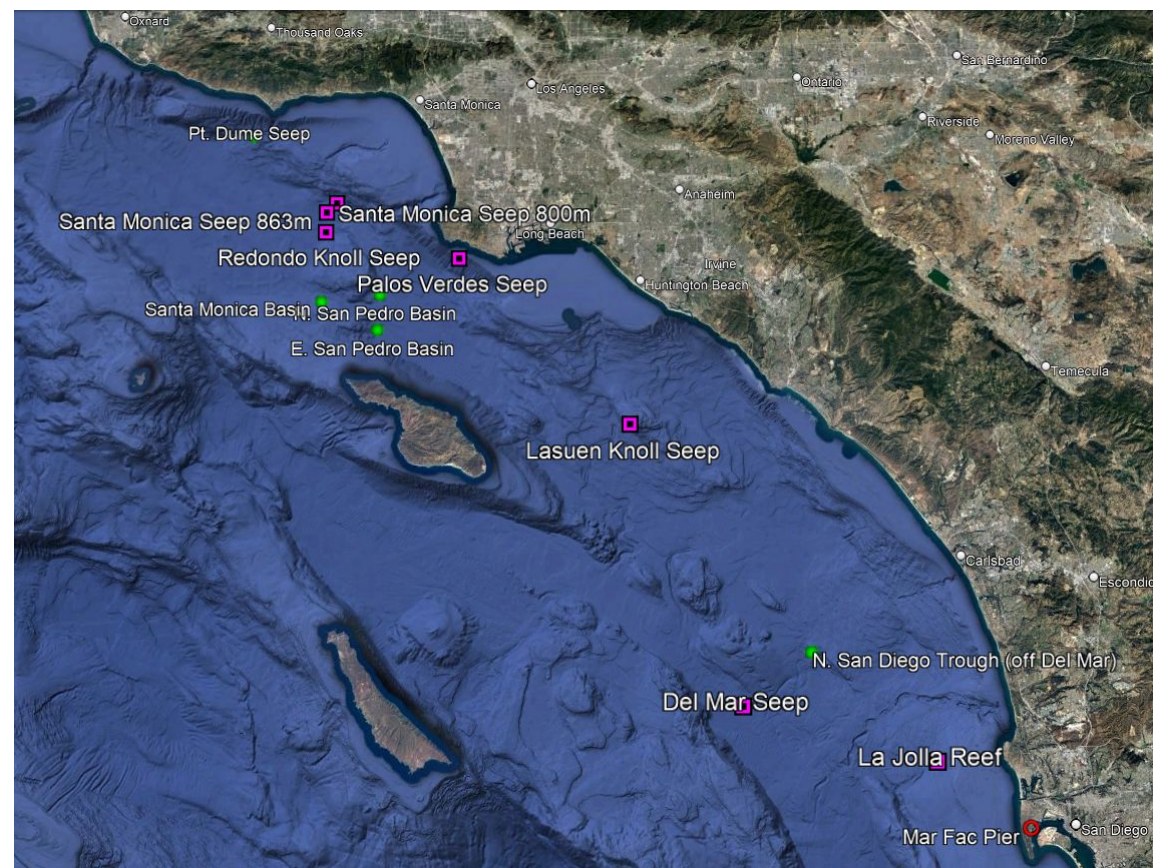 Oxnard
Thousand Oaks
San Bernardino
Ontario
Los Angeles
Santa Monica
Riverside
Pt. Dume Seep
Moreno Valley
Anaheim
Santa Monica Seep 863m
Santa Monica Seep 800m
Long Beach
Redondo Knoll Seep
Irvine
Palos Verdes Seep
Huntington Beach
Santa Monica Basin
N. San Pedro Basin
E. San Pedro Basin
Temecula
Lasuen Knoll Seep
Carlsbad
Escondid
N. San Diego Trough (off Del Mar)
Del Mar Seep
La Jolla Reef
Mar Fac Pier
San Diego